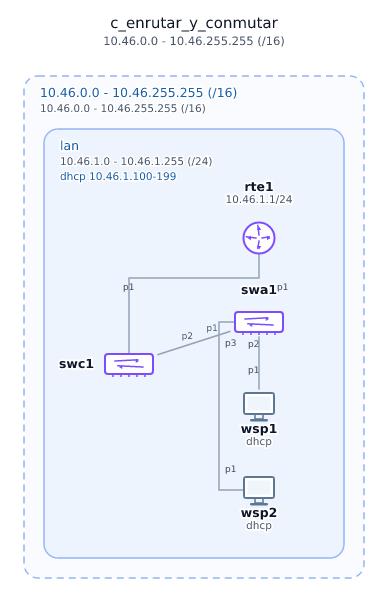 c_enrutar_y_conmutar
10.46.0.0 - 10.46.255.255 (/16)
10.46.0.0 - 10.46.255.255 (/16)
10.46.0.0 - 10.46.255.255 (/16)
lan
10.46.1.0 - 10.46.1.255 (/24)
dhcp 10.46.1.100-199
rte1
10.46.1.1/24
p1
swa1
p1
p1
p2
p3
p2
swc1
p1
wsp1
dhcp
p1
wsp2
dhcp